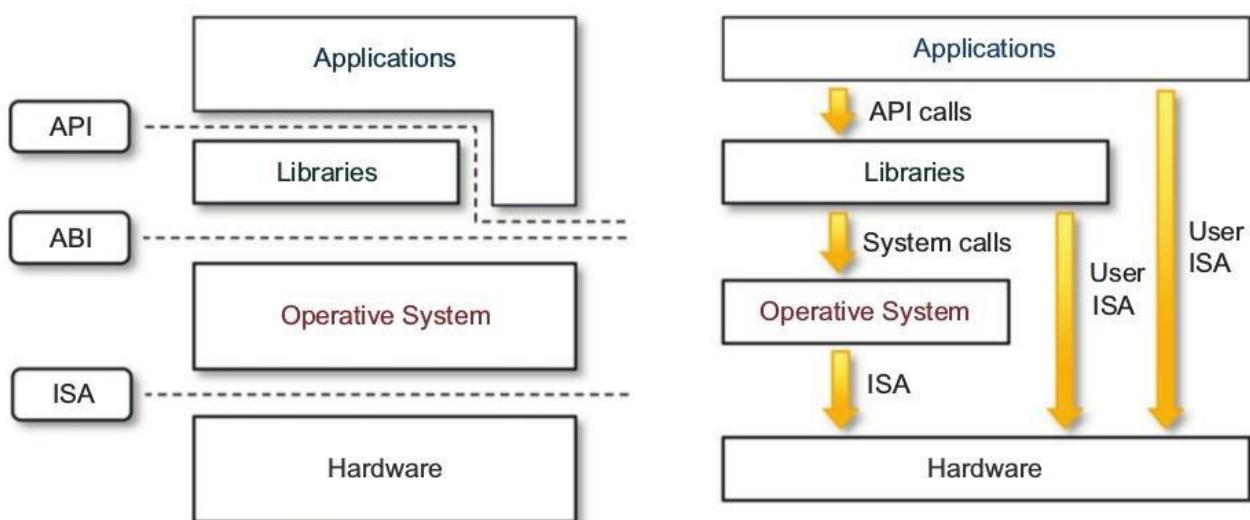 Applications
API
Libraries
ABI
Operative System
ISA
Hardware
Applications
API calls
Libraries
System calls
User
ISA
User
ISA
Operative System
ISA
Hardware